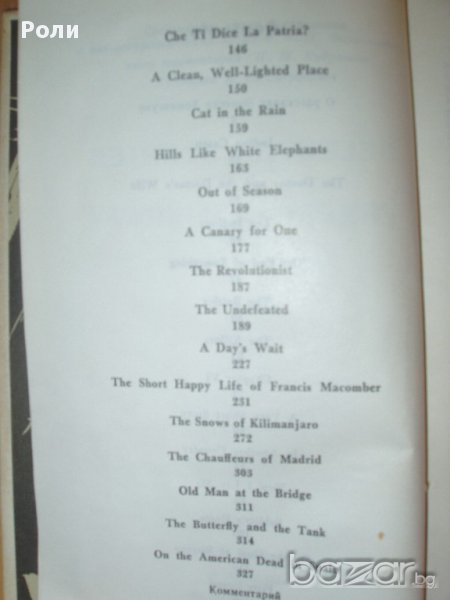 Роли
Che Ti Dice La Patria?
146
A Clean, Well-Lighted Place
150
Cat in the Rain
159
Hills Like White Elephants
163
Out of Season
169
A Canary for One
177
The Revolutionist
187
The Undefeated
189
A Day's Wait
227
The Short Happy Life of Francis Macomber
231
The Snows of Kilimanjaro
272
The Chauffeurs of Madrid
303
Old Man at the Bridge
311
The Butterfly and the Tank
314
On the American Dead
327
Комментарий
bazar.bg